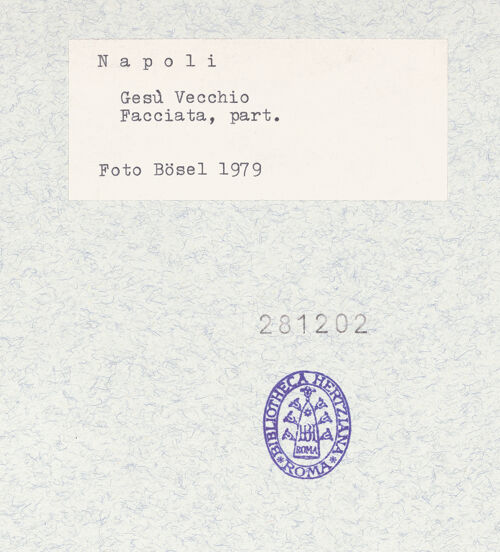 Napoli
Gesù Vecchio
Facciata, part.
Foto Bösel 1979
281202
BIBLIOTHECA HERTZIANA
ROMA
* ROMA *